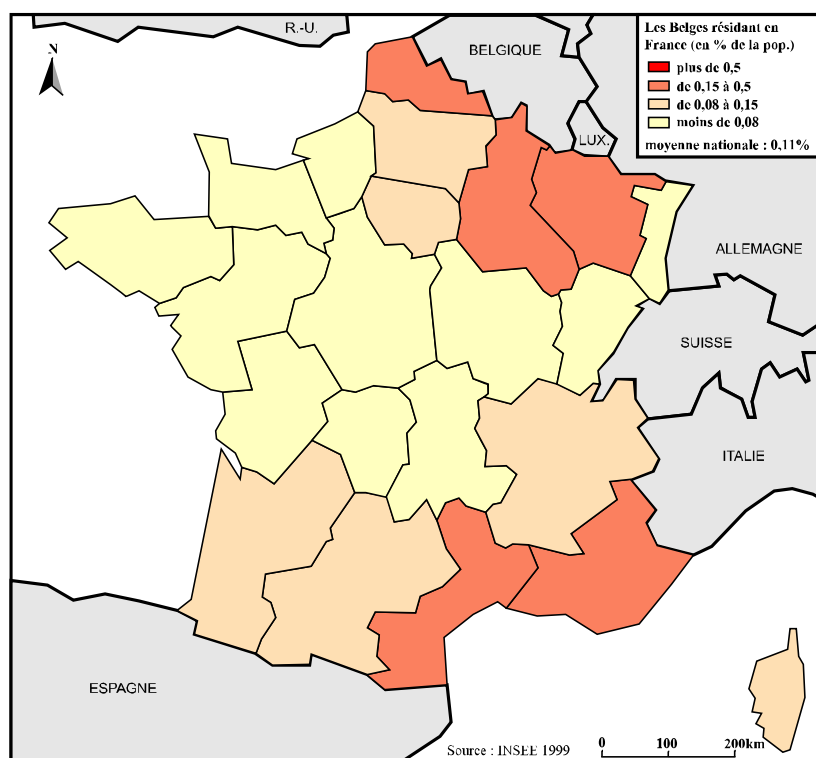 R.-U.
Les Belges résidant en
France (en % de la pop.)
plus de 0,5
de 0,15 à 0,5
de 0,08 à 0,15
moins de 0,08
moyenne nationale : 0,11%
N
BELGIQUE
LUX.
ALLEMAGNE
SUISSE
ITALIE
ESPAGNE
Source : INSEE 1999
0 100 200km